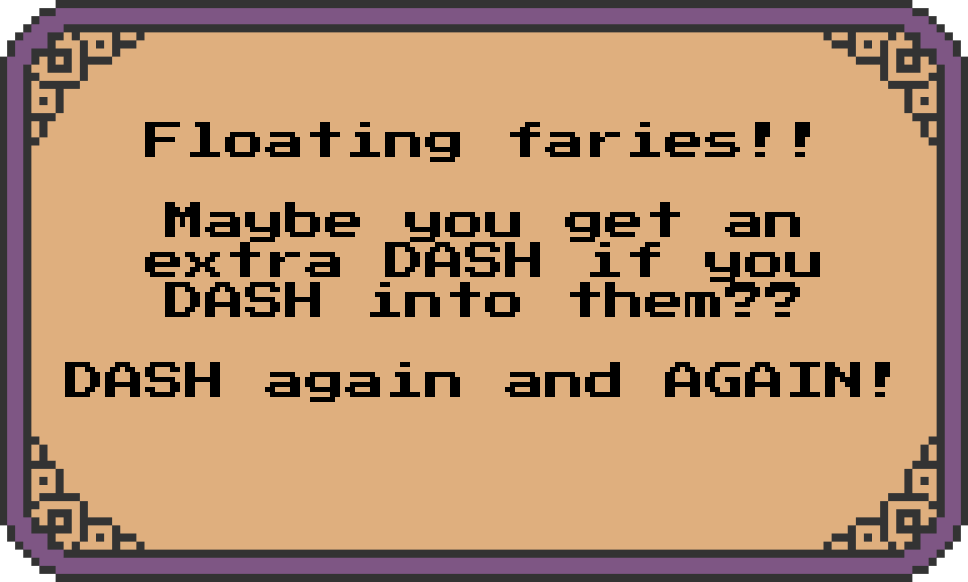 Floating faries!!
Maybe you get an
extra DASH if you
DASH into them??
DASH again and AGAIN!